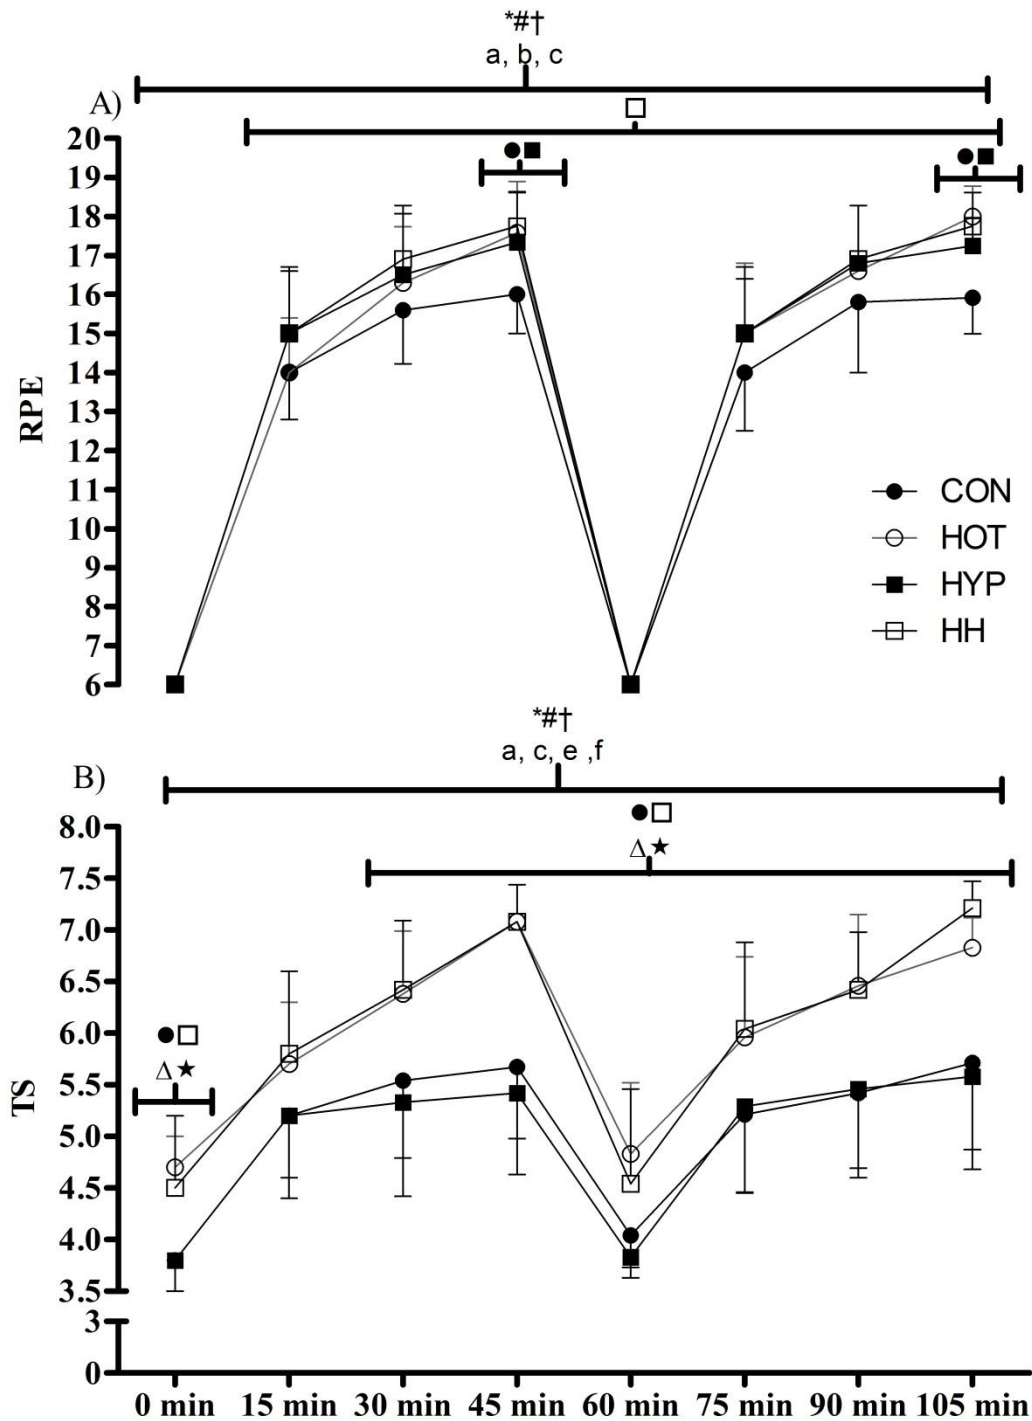 *#†
a, b, c
A)
□
●■
●■
20
19
18
17
16
15
14
13
12
11
10
9
8
7
6
RPE
CON
HOT
HYP
HH
*#†
a, c, e ,f
B)
●□
Δ★
●□
Δ★
8.0
7.5
7.0
6.5
6.0
5.5
5.0
4.5
4.0
3.5
3
0
TS
0 min 15 min 30 min 45 min 60 min 75 min 90 min 105 min